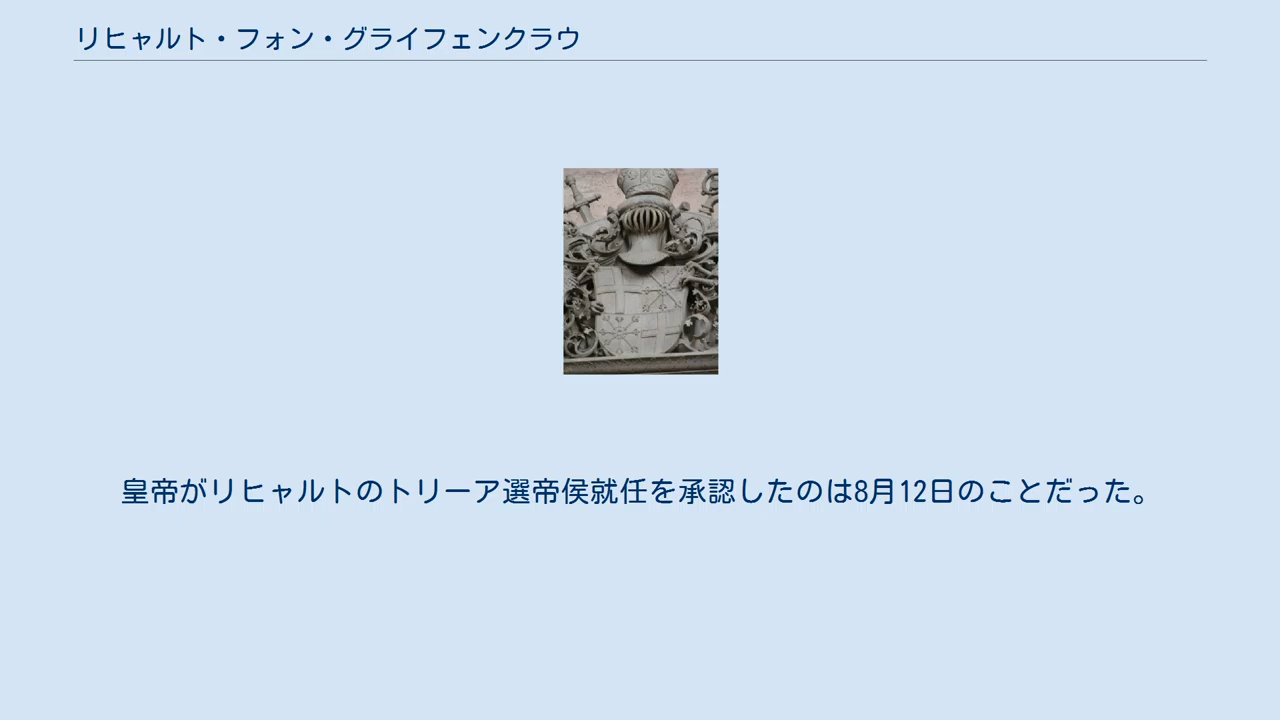 リヒャルト・フォン・グライフェンクラウ
皇帝がリヒャルトのトリーア選帝侯就任を承認したのは8月12日のことだった。